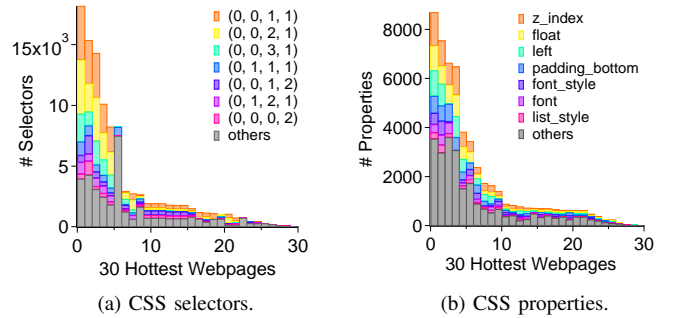 15x10³
10
5
0
# Selectors
(0, 0, 1, 1)
(0, 0, 2, 1)
(0, 0, 3, 1)
(0, 1, 1, 1)
(0, 0, 1, 2)
(0, 1, 2, 1)
(0, 0, 0, 2)
others
0 10 20 30
30 Hottest Webpages
(a) CSS selectors.
8000
6000
4000
2000
0
# Properties
z_index
float
left
padding_bottom
font_style
font
list_style
others
0 10 20 30
30 Hottest Webpages
(b) CSS properties.